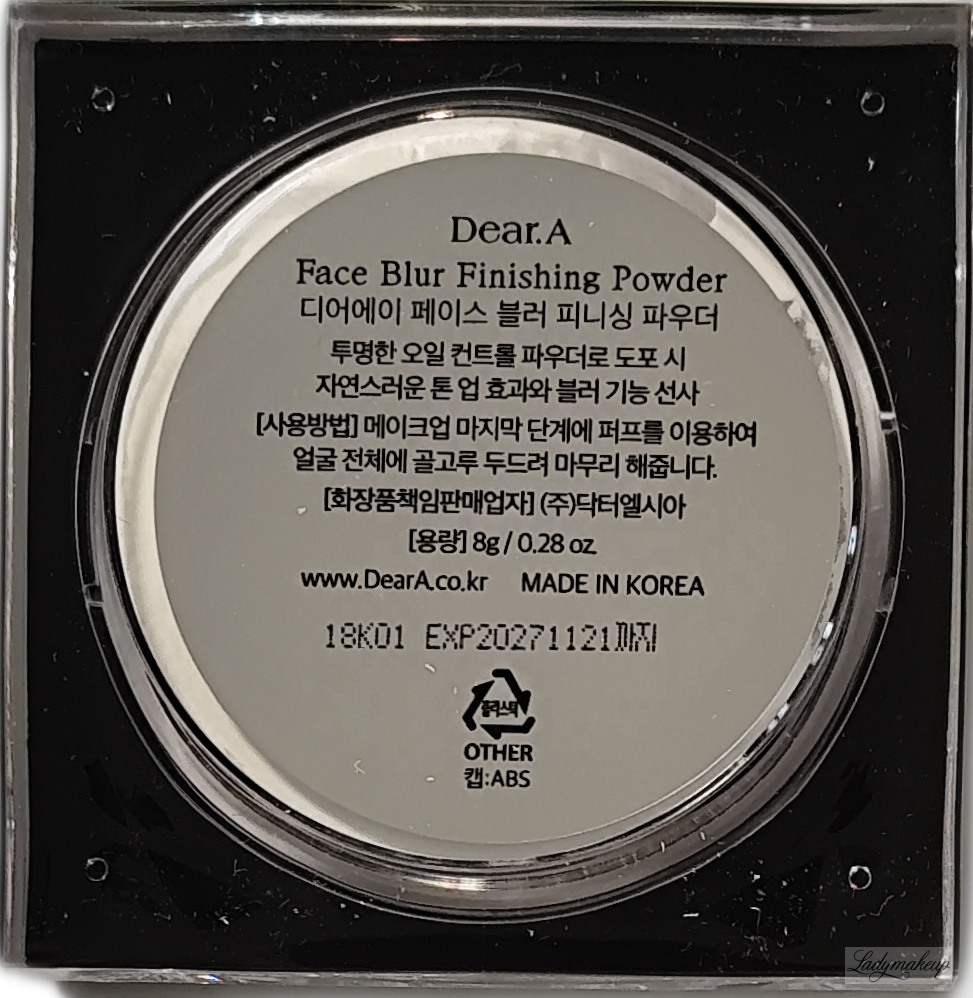 Dear.A
Face Blur Finishing Powder
디어에이 페이스 블러 피니싱 파우더
투명한 오일 컨트롤 파우더로 도포 시
자연스러운 톤 업 효과와 블러 기능 선사
[사용방법] 메이크업 마지막 단계에 퍼프를 이용하여
얼굴 전체에 골고루 두드려 마무리 해줍니다.
[화장품책임판매업자] (주)닥터엘시아
[용량] 8g / 0.28 oz.
www.DearA.co.kr MADE IN KOREA
18K01 EXP20271121까지
플라스틱
OTHER
캡:ABS
Ladymakeup